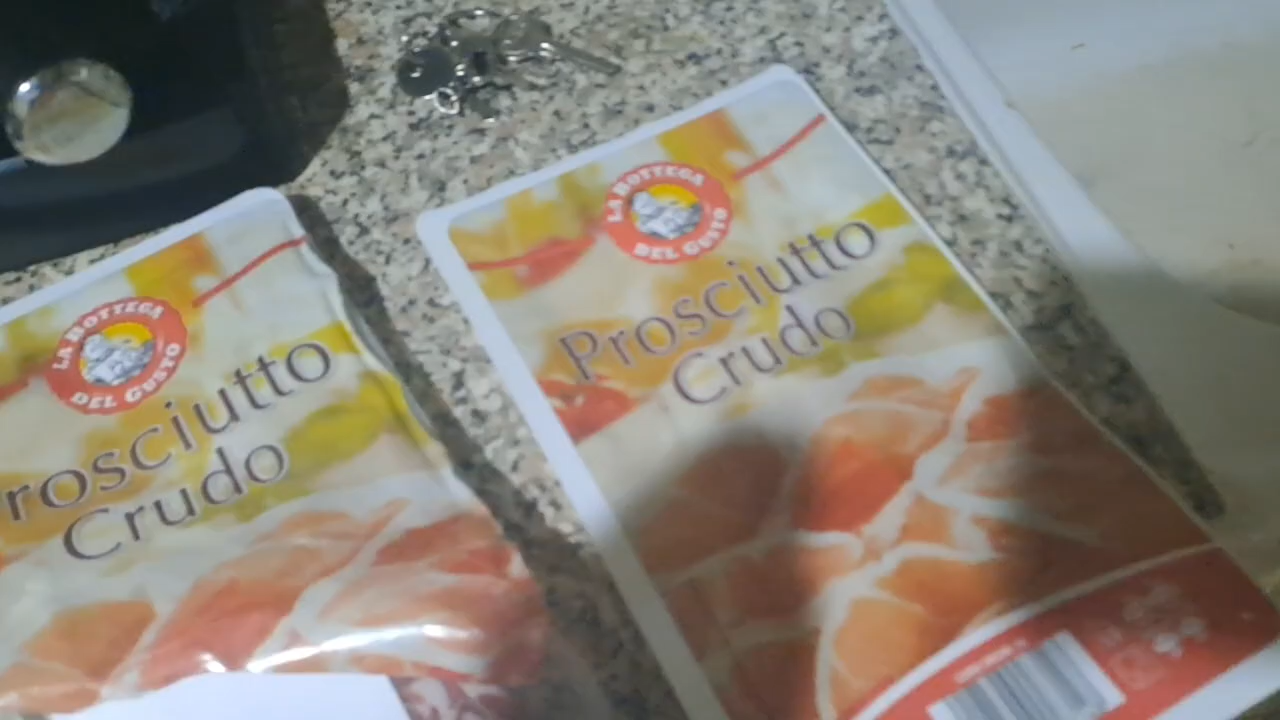 LA BOTTEGA
DEL GUSTO
rosciutto
Crudo
LA BOTTEGA
DEL GUSTO
Prosciutto
Crudo